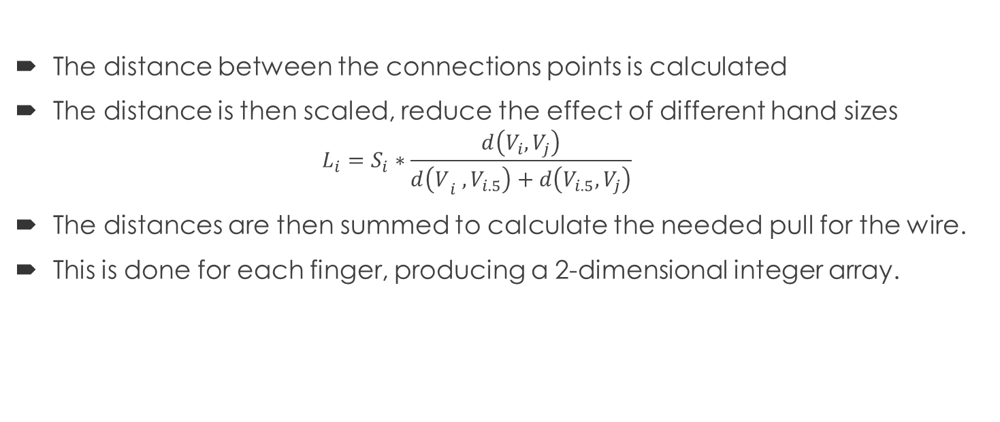 The distance between the connections points is calculated
The distance is then scaled, reduce the effect of different hand sizes
L_i = S_i * d(V_i, V_j) / (d(V_i, V_{i.5}) + d(V_{i.5}, V_j))
The distances are then summed to calculate the needed pull for the wire.
This is done for each finger, producing a 2-dimensional integer array.